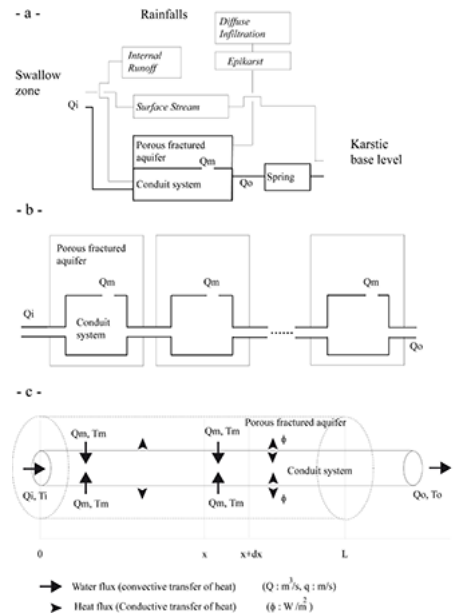 - a -
Rainfalls
Diffuse
Infiltration
Internal
Runoff
Epikarst
Swallow
zone
Qi
Surface Stream
Porous fractured
aquifer
Qm
Conduit system
Qo
Spring
Karstic
base level
- b -
Porous fractured
aquifer
Qm
Qm
Qm
Qi
Conduit
system
......
Qo
- c -
Porous fractured aquifer
Qm, Tm
Qm, Tm
ϕ
Conduit system
Qi, Ti
Qm, Tm
Qm, Tm
ϕ
Qo, To
0
x
x+dx
L
Water flux (convective transfer of heat) (Q : m³/s, q : m/s)
Heat flux (Conductive transfer of heat) (ϕ : W/m²)